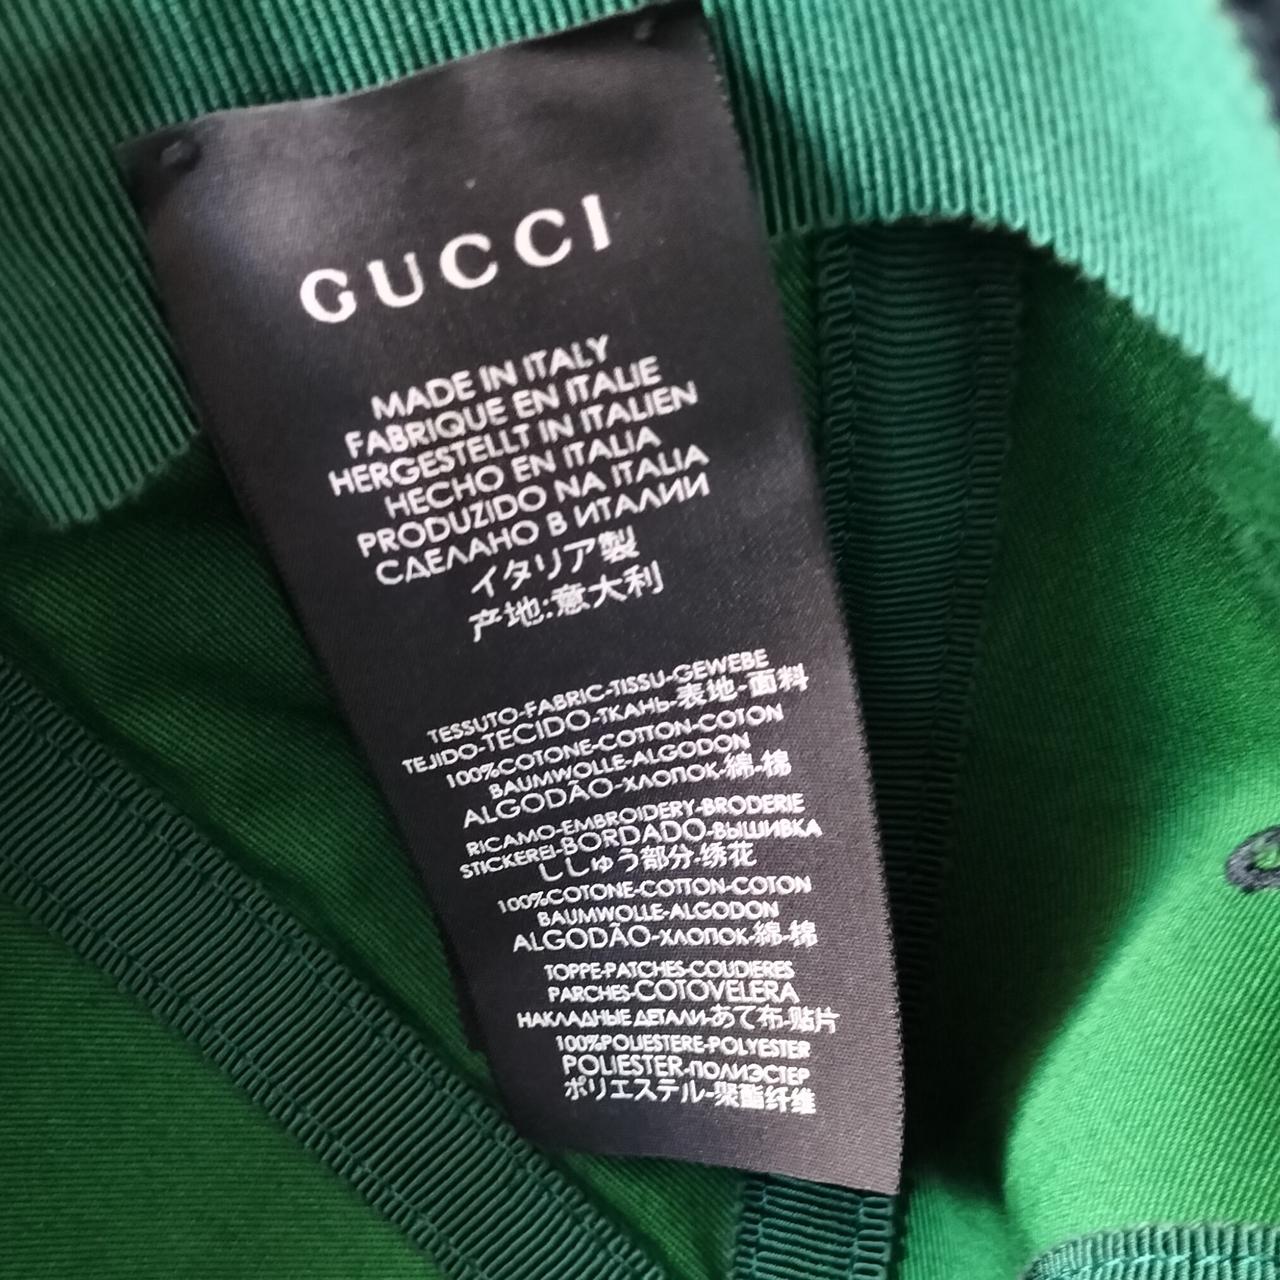 GUCCI
MADE IN ITALY
FABRIQUE EN ITALIE
HERGESTELLT IN ITALIEN
HECHO EN ITALIA
PRODUZIDO NA ITALIA
СДЕЛАНО В ИТАЛИИ
イタリア製
产地:意大利
TESSUTO-FABRIC-TISSU-GEWEBE
TEJIDO-TECIDO-ТКАНЬ-表地-面料
100%COTONE-COTTON-COTON
BAUMWOLLE-ALGODON
ALGODÃO-ХЛОПОК-綿-棉
RICAMO-EMBROIDERY-BRODERIE
STICKEREI-BORDADO-ВЫШИВКА
ししゅう部分-绣花
100%COTONE-COTTON-COTON
BAUMWOLLE-ALGODON
ALGODÃO-ХЛОПОК-綿-棉
TOPPE-PATCHES-COUDIERES
PARCHES-COTOVELERA
НАКЛАДНЫЕ ДЕТАЛИ-あて布-贴片
100%POLIESTERE-POLYESTER
POLIESTER-ПОЛИЭСТЕР
ポリエステル-聚酯纤维